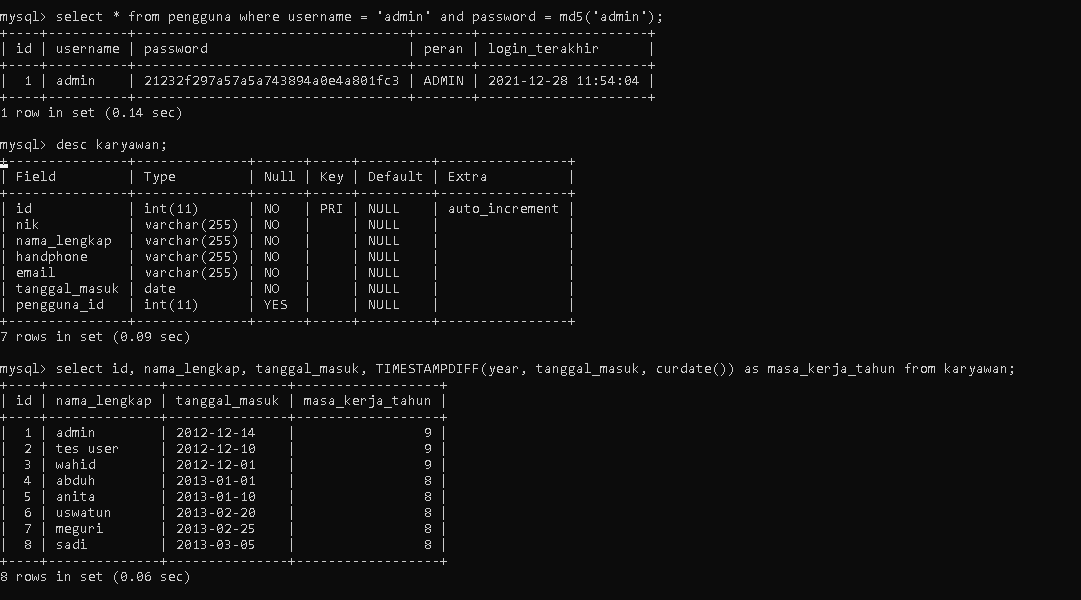 mysql> select * from pengguna where username = 'admin' and password = md5('admin');
+----+----------+----------------------------------+-------+---------------------+
| id | username | password                         | peran | login_terakhir      |
+----+----------+----------------------------------+-------+---------------------+
|  1 | admin    | 21232f297a57a5a743894a0e4a801fc3 | ADMIN | 2021-12-28 11:54:04 |
+----+----------+----------------------------------+-------+---------------------+
1 row in set (0.14 sec)

mysql> desc karyawan;
+---------------+--------------+------+-----+---------+----------------+
| Field         | Type         | Null | Key | Default | Extra          |
+---------------+--------------+------+-----+---------+----------------+
| id            | int(11)      | NO   | PRI | NULL    | auto_increment |
| nik           | varchar(255) | NO   |     | NULL    |                |
| nama_lengkap  | varchar(255) | NO   |     | NULL    |                |
| handphone     | varchar(255) | NO   |     | NULL    |                |
| email         | varchar(255) | NO   |     | NULL    |                |
| tanggal_masuk | date         | NO   |     | NULL    |                |
| pengguna_id   | int(11)      | YES  |     | NULL    |                |
+---------------+--------------+------+-----+---------+----------------+
7 rows in set (0.09 sec)

mysql> select id, nama_lengkap, tanggal_masuk, TIMESTAMPDIFF(year, tanggal_masuk, curdate()) as masa_kerja_tahun from karyawan;
+----+--------------+---------------+------------------+
| id | nama_lengkap | tanggal_masuk | masa_kerja_tahun |
+----+--------------+---------------+------------------+
|  1 | admin        | 2012-12-14    |                9 |
|  2 | tes user     | 2012-12-10    |                9 |
|  3 | wahid        | 2012-12-01    |                9 |
|  4 | abduh        | 2013-01-01    |                8 |
|  5 | anita        | 2013-01-10    |                8 |
|  6 | uswatun      | 2013-02-20    |                8 |
|  7 | meguri       | 2013-02-25    |                8 |
|  8 | sadi         | 2013-03-05    |                8 |
+----+--------------+---------------+------------------+
8 rows in set (0.06 sec)